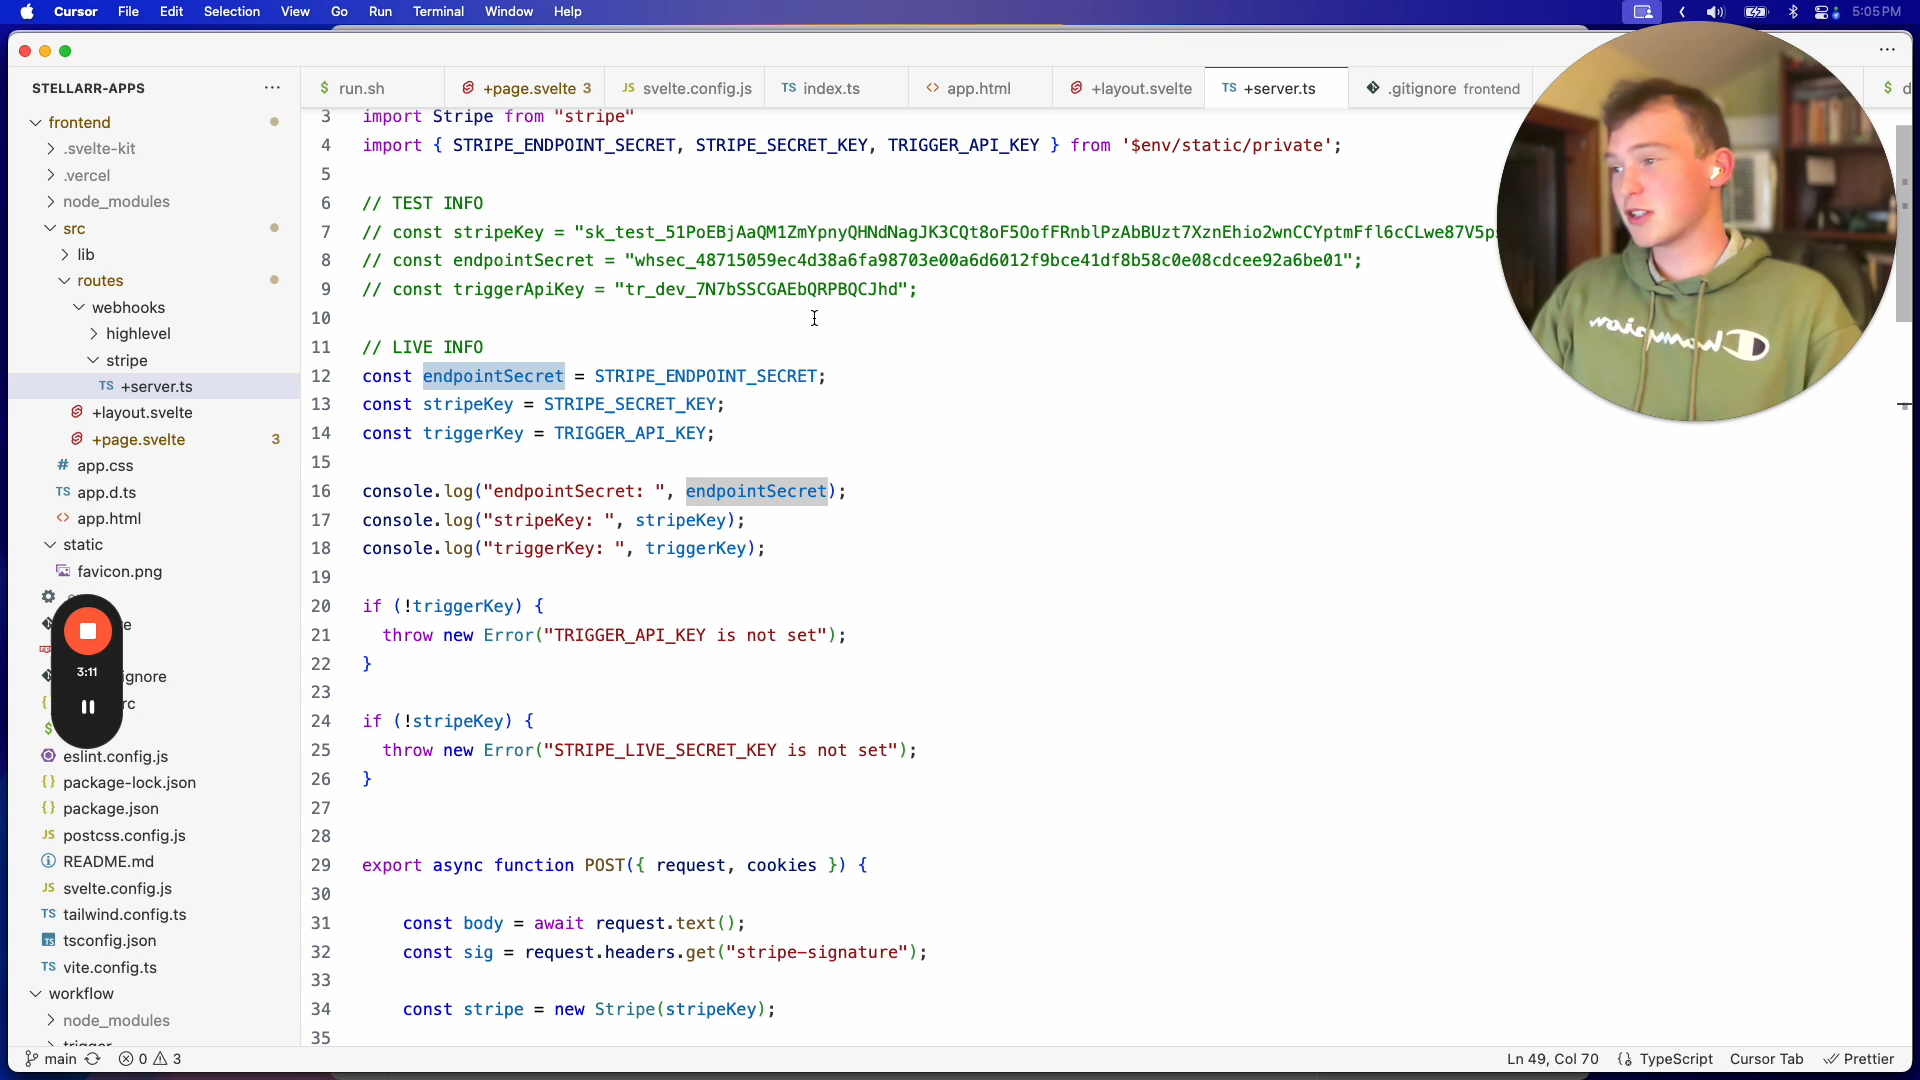 Cursor File Edit Selection View Go Run Terminal Window Help 5:05PM
STELLARR-APPS
run.sh
+page.svelte 3
JS svelte.config.js
TS index.ts
app.html
+layout.svelte
TS +server.ts
.gitignore frontend
frontend
.svelte-kit
.vercel
node_modules
src
lib
routes
webhooks
highlevel
stripe
TS +server.ts
+layout.svelte
+page.svelte 3
# app.css
TS app.d.ts
app.html
static
favicon.png
3:11
eslint.config.js
package-lock.json
package.json
JS postcss.config.js
README.md
JS svelte.config.js
TS tailwind.config.ts
tsconfig.json
TS vite.config.ts
workflow
node_modules
3 import Stripe from "stripe"
4 import { STRIPE_ENDPOINT_SECRET, STRIPE_SECRET_KEY, TRIGGER_API_KEY } from '$env/static/private';
5
6 // TEST INFO
7 // const stripeKey =
8 // const endpointSecret = "whsec_48715059ec4d38a6fa98703e00a6d6012f9bce41df8b58c0e08cdcee92a6be01";
9 // const triggerApiKey = "tr_dev_7N7bSSCGAEbQRPBQCJhd";
10
11 // LIVE INFO
12 const endpointSecret = STRIPE_ENDPOINT_SECRET;
13 const stripeKey = STRIPE_SECRET_KEY;
14 const triggerKey = TRIGGER_API_KEY;
15
16 console.log("endpointSecret: ", endpointSecret);
17 console.log("stripeKey: ", stripeKey);
18 console.log("triggerKey: ", triggerKey);
19
20 if (!triggerKey) {
21 throw new Error("TRIGGER_API_KEY is not set");
22 }
23
24 if (!stripeKey) {
25 throw new Error("STRIPE_LIVE_SECRET_KEY is not set");
26 }
27
28
29 export async function POST({ request, cookies }) {
30
31 const body = await request.text();
32 const sig = request.headers.get("stripe-signature");
33
34 const stripe = new Stripe(stripeKey);
35
Champion
main 0 3 Ln 49, Col 70 TypeScript Cursor Tab Prettier